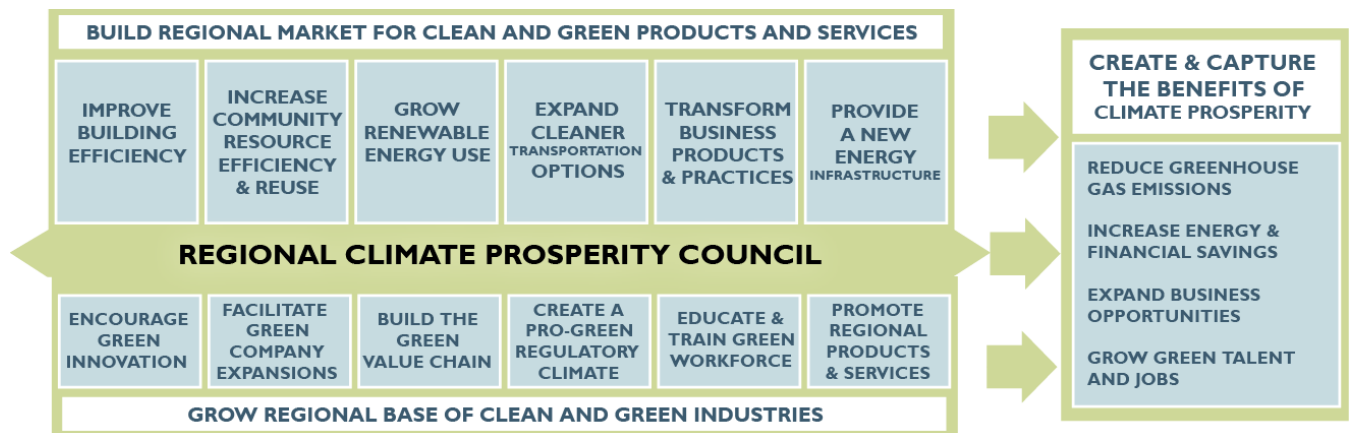 BUILD REGIONAL MARKET FOR CLEAN AND GREEN PRODUCTS AND SERVICES
IMPROVE
BUILDING
EFFICIENCY
INCREASE
COMMUNITY
RESOURCE
EFFICIENCY
& REUSE
GROW
RENEWABLE
ENERGY USE
EXPAND
CLEANER
TRANSPORTATION
OPTIONS
TRANSFORM
BUSINESS
PRODUCTS
& PRACTICES
PROVIDE
A NEW
ENERGY
INFRASTRUCTURE
REGIONAL CLIMATE PROSPERITY COUNCIL
ENCOURAGE
GREEN
INNOVATION
FACILITATE
GREEN
COMPANY
EXPANSIONS
BUILD THE
GREEN
VALUE CHAIN
CREATE A
PRO-GREEN
REGULATORY
CLIMATE
EDUCATE &
TRAIN GREEN
WORKFORCE
PROMOTE
REGIONAL
PRODUCTS
& SERVICES
GROW REGIONAL BASE OF CLEAN AND GREEN INDUSTRIES
CREATE & CAPTURE
THE BENEFITS OF
CLIMATE PROSPERITY
REDUCE GREENHOUSE
GAS EMISSIONS
INCREASE ENERGY &
FINANCIAL SAVINGS
EXPAND BUSINESS
OPPORTUNITIES
GROW GREEN TALENT
AND JOBS